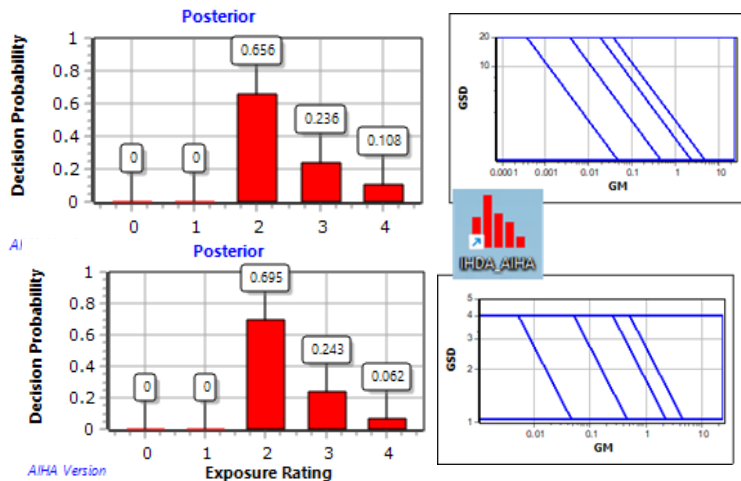 Posterior
Decision Probability
1
0.8
0.6
0.4
0.2
0
0
0
0.656
0.236
0.108
0 1 2 3 4
GSD
20
10
0.0001 0.001 0.01 0.1 1 10
GM
AI
IHDA_AIHA
Posterior
Decision Probability
1
0.8
0.6
0.4
0.2
0
0
0
0.695
0.243
0.062
0 1 2 3 4
AIHA Version
Exposure Rating
GSD
5
4
3
2
1
0.01 0.1 1 10
GM